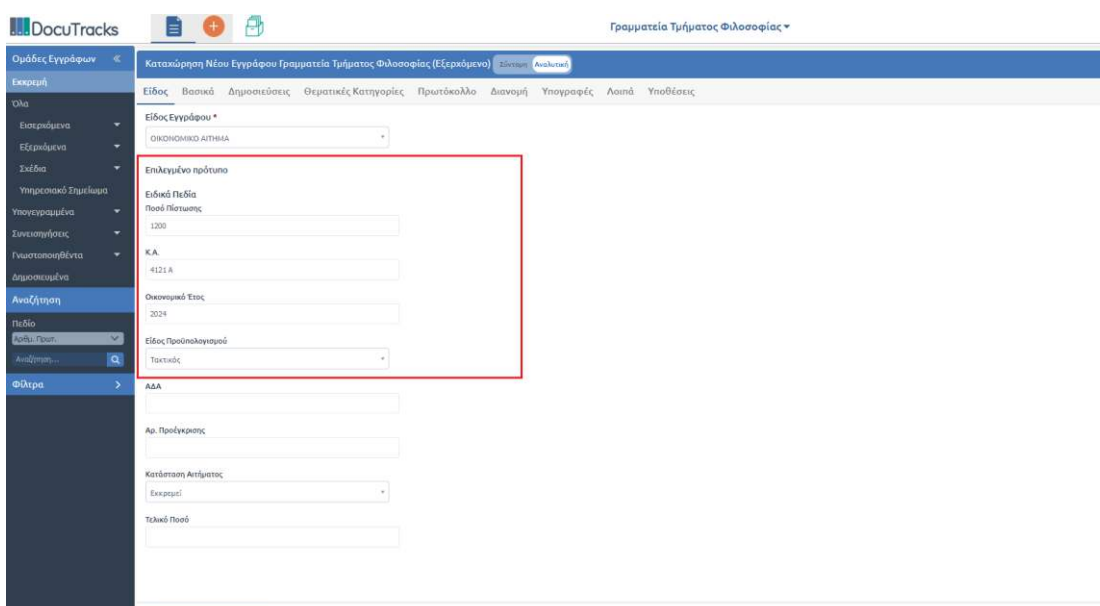 DocuTracks
Γραμματεία Τμήματος Φιλοσοφίας
Ομάδες Εγγράφων
Εκκρεμή
Όλα
Εισερχόμενα
Εξερχόμενα
Σχέδια
Υπηρεσιακό Σημείωμα
Υπογεγραμμένα
Συνεισηγήσεις
Γνωστοποιηθέντα
Δημοσιευμένα
Αναζήτηση
Πεδίο
Αριθμ. Πρωτ.
Αναζήτηση...
Φίλτρα
Καταχώρηση Νέου Εγγράφου Γραμματεία Τμήματος Φιλοσοφίας (Εξερχόμενο) Σύντομη Αναλυτική
Είδος Βασικά Δημοσιεύσεις Θεματικές Κατηγορίες Πρωτόκολλο Διανομή Υπογραφές Λοιπά Υποθέσεις
Είδος Εγγράφου *
ΟΙΚΟΝΟΜΙΚΟ ΑΙΤΗΜΑ
Επιλεγμένο πρότυπο
Ειδικά Πεδία
Ποσό Πίστωσης
1200
Κ.Α.
4121 Α
Οικονομικό Έτος
2024
Είδος Προϋπολογισμού
Τακτικός
ΑΔΑ
Αρ. Προέγκρισης
Κατάσταση Αιτήματος
Εκκρεμεί
Τελικό Ποσό